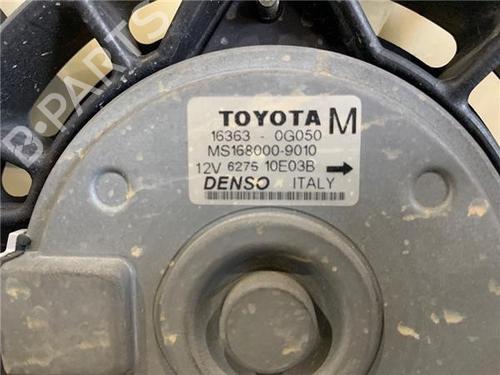 TOYOTA M
16363 - 0G050
MS168000-9010
12V 6275 10E03B
DENSO ITALY
B-PARTS